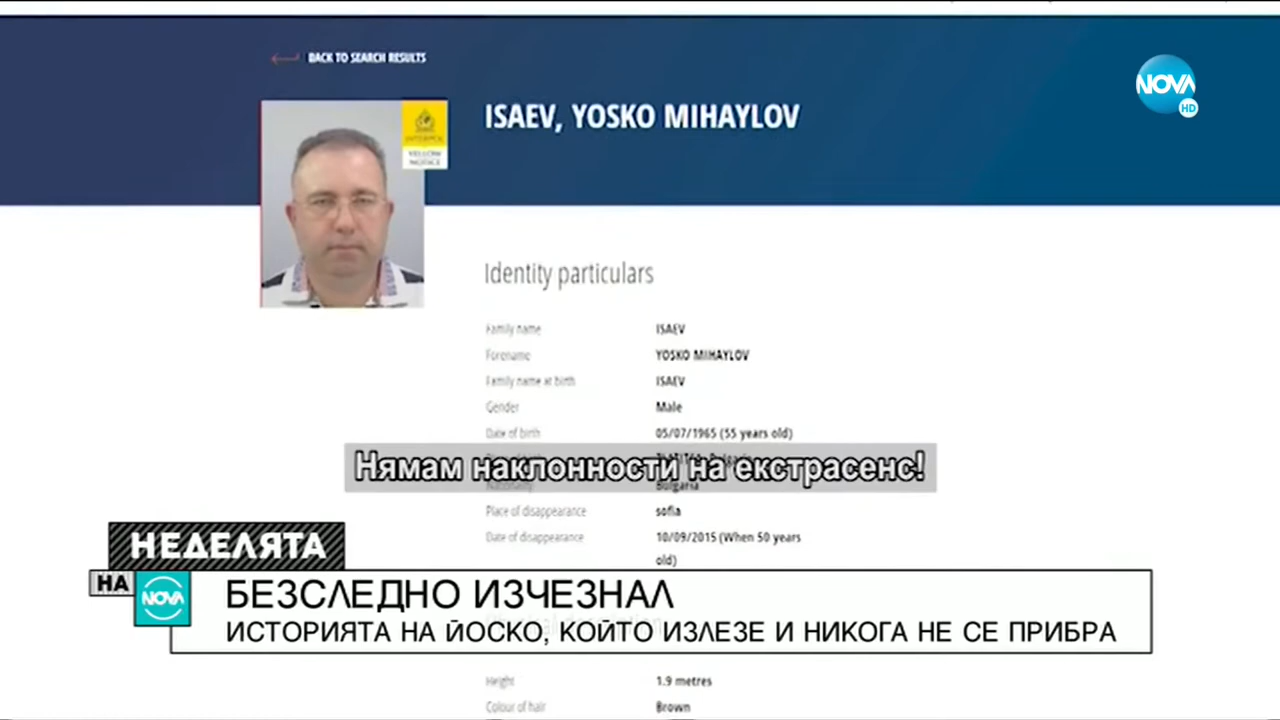 BACK TO SEARCH RESULTS
NOVA
HD
INTERPOL
YELLOW
NOTICE
ISAEV, YOSKO MIHAYLOV
Identity particulars
Family name ISAEV
Forename YOSKO MIHAYLOV
Family name at birth ISAEV
Gender Male
Date of birth 05/07/1965 (55 years old)
Нямам наклонности на екстрасенс!
Nationality Bulgaria
Place of disappearance sofia
Date of disappearance 10/09/2015 (When 50 years
old)
НЕДЕЛЯТА
НА NOVA
БЕЗСЛЕДНО ИЗЧЕЗНАЛ
ИСТОРИЯТА НА ЙОСКО, КОЙТО ИЗЛЕЗЕ И НИКОГА НЕ СЕ ПРИБРА
Height 1.9 metres
Colour of hair Brown